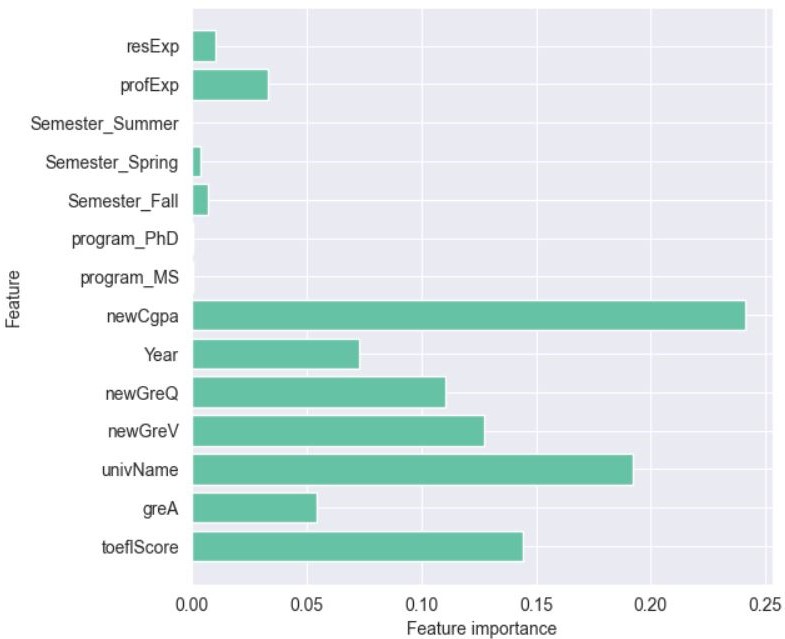 resExp
profExp
Semester_Summer
Semester_Spring
Semester_Fall
program_PhD
program_MS
newCgpa
Year
newGreQ
newGreV
univName
greA
toeflScore
Feature
0.00 0.05 0.10 0.15 0.20 0.25
Feature importance